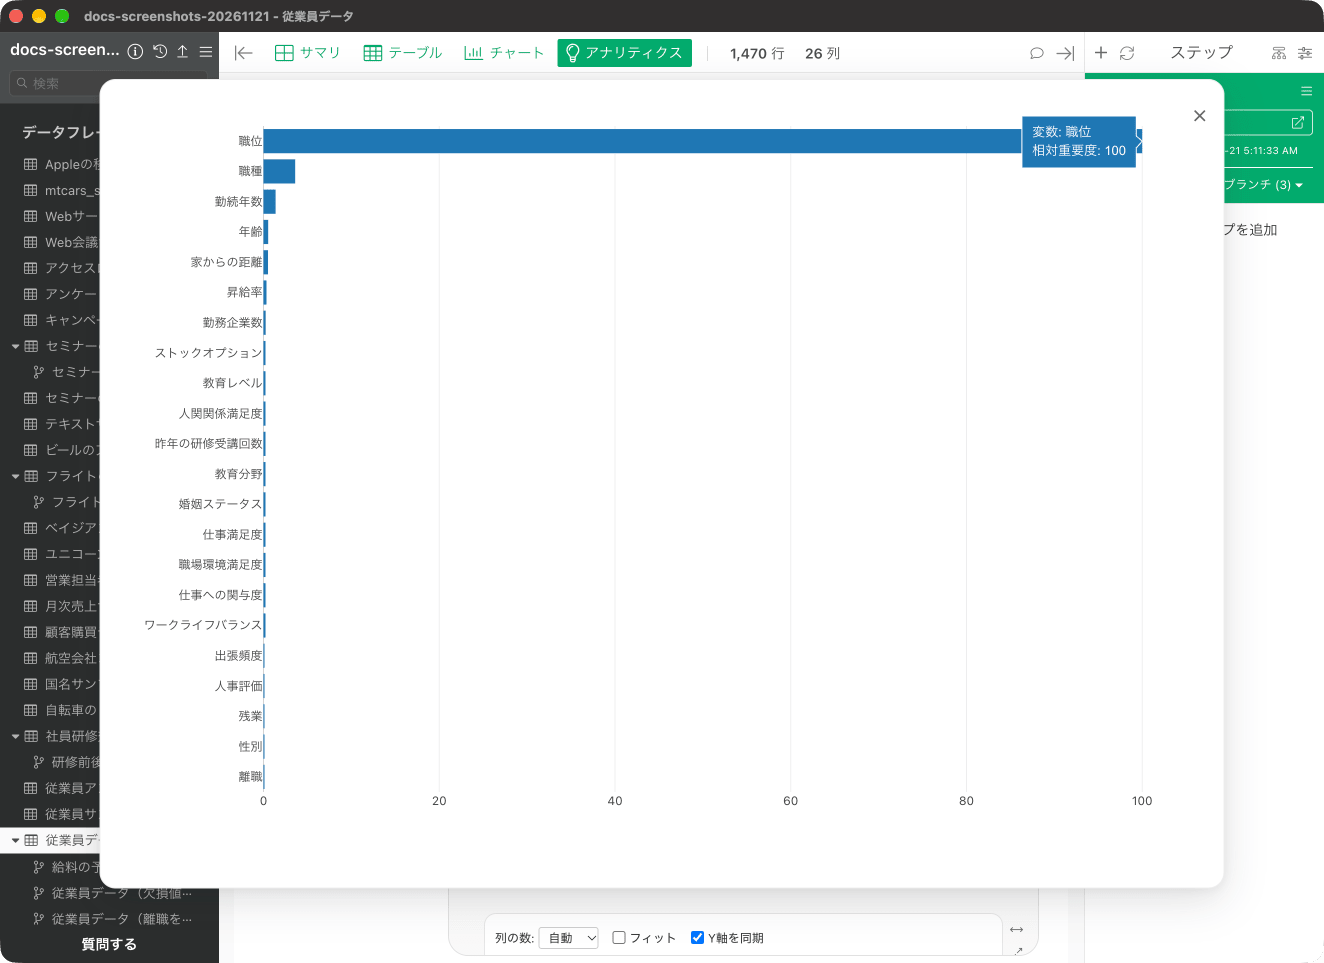 docs-screenshots-20261121 - 従業員データ
docs-screen...
サマリ
テーブル
チャート
アナリティクス
1,470 行
26 列
ステップ
検索
データフレー
Appleの
mtcars_s
Webサー
Web会議
アクセス
アンケー
キャンペ
セミナー
セミナー
セミナー
テキスト
ビールの
フライト
フライト
ベイジア
ユニコー
営業担当
月次売上
顧客購買
航空会社
国名サン
自転車の
社員研修
研修前後
従業員ア
従業員サ
従業員デ
給料の予
従業員データ（欠損値…
従業員データ（離職を…
質問する
-21 5:11:33 AM
ブランチ (3)
プを追加
変数: 職位
相対重要度: 100
職位
職種
勤続年数
年齢
家からの距離
昇給率
勤務企業数
ストックオプション
教育レベル
人関関係満足度
昨年の研修受講回数
教育分野
婚姻ステータス
仕事満足度
職場環境満足度
仕事への関与度
ワークライフバランス
出張頻度
人事評価
残業
性別
離職
0 20 40 60 80 100
列の数: 自動 フィット Y軸を同期